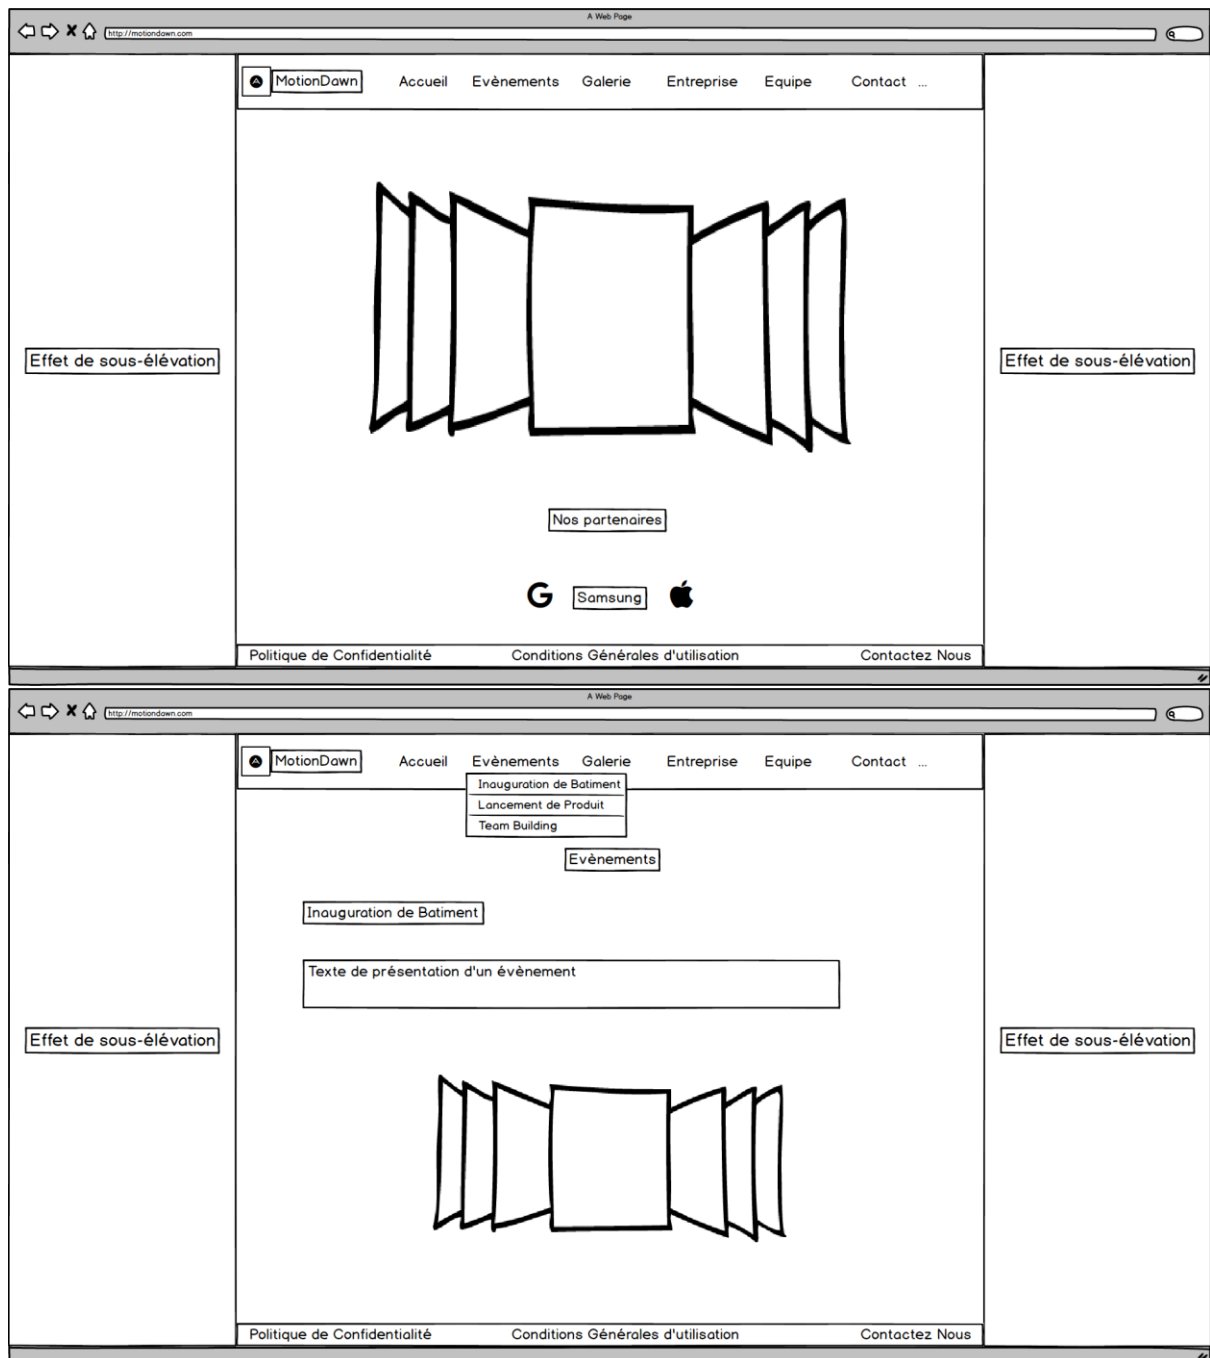 A Web Page
http://motiondawn.com
MotionDawn Accueil Evènements Galerie Entreprise Equipe Contact ...
Effet de sous-élévation Effet de sous-élévation
Nos partenaires
G Samsung
Politique de Confidentialité Conditions Générales d'utilisation Contactez Nous
A Web Page
http://motiondawn.com
MotionDawn Accueil Evènements Galerie Entreprise Equipe Contact ...
Inauguration de Batiment
Lancement de Produit
Team Building
Evènements
Inauguration de Batiment
Texte de présentation d'un évènement
Effet de sous-élévation Effet de sous-élévation
Politique de Confidentialité Conditions Générales d'utilisation Contactez Nous